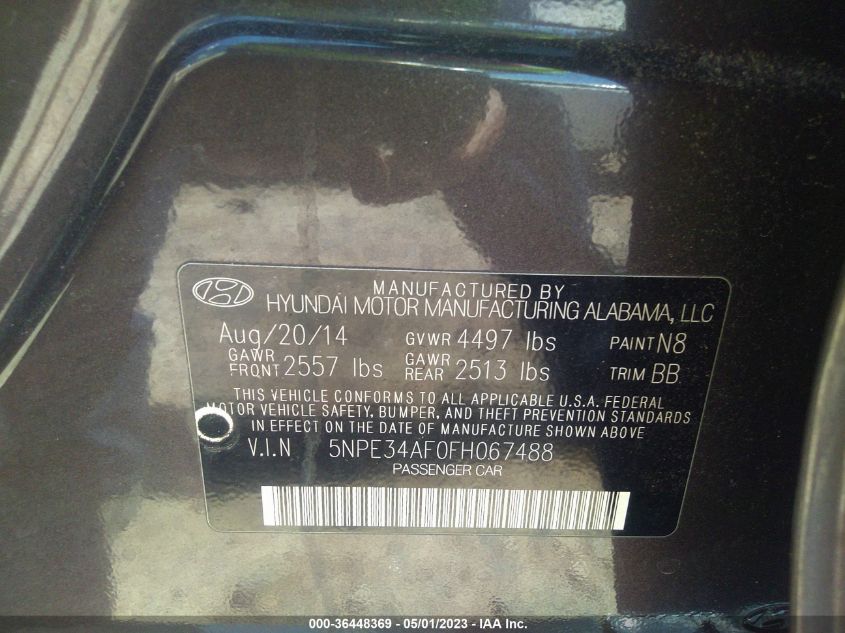 MANUFACTURED BY
HYUNDAI MOTOR MANUFACTURING ALABAMA, LLC
Aug/20/14 GVWR 4497 lbs PAINT N8
GAWR FRONT 2557 lbs GAWR REAR 2513 lbs TRIM BB
THIS VEHICLE CONFORMS TO ALL APPLICABLE U.S.A. FEDERAL
MOTOR VEHICLE SAFETY, BUMPER, AND THEFT PREVENTION STANDARDS
IN EFFECT ON THE DATE OF MANUFACTURE SHOWN ABOVE
V.I.N 5NPE34AF0FH067488
PASSENGER CAR
000-36448369 - 05/01/2023 - IAA Inc.